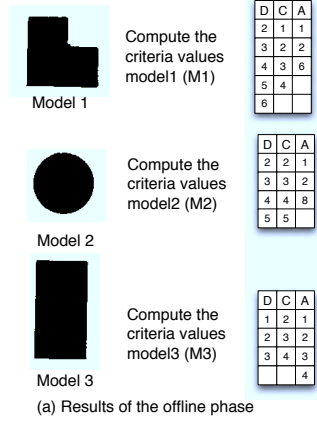 D C A
2 1 1
3 2 2
4 3 6
5 4
6
Compute the
criteria values
model1 (M1)
Model 1
D C A
2 2 1
3 3 2
4 4 8
5 5
Compute the
criteria values
model2 (M2)
Model 2
D C A
1 2 1
2 3 2
3 4 3
4
Compute the
criteria values
model3 (M3)
Model 3
(a) Results of the offline phase